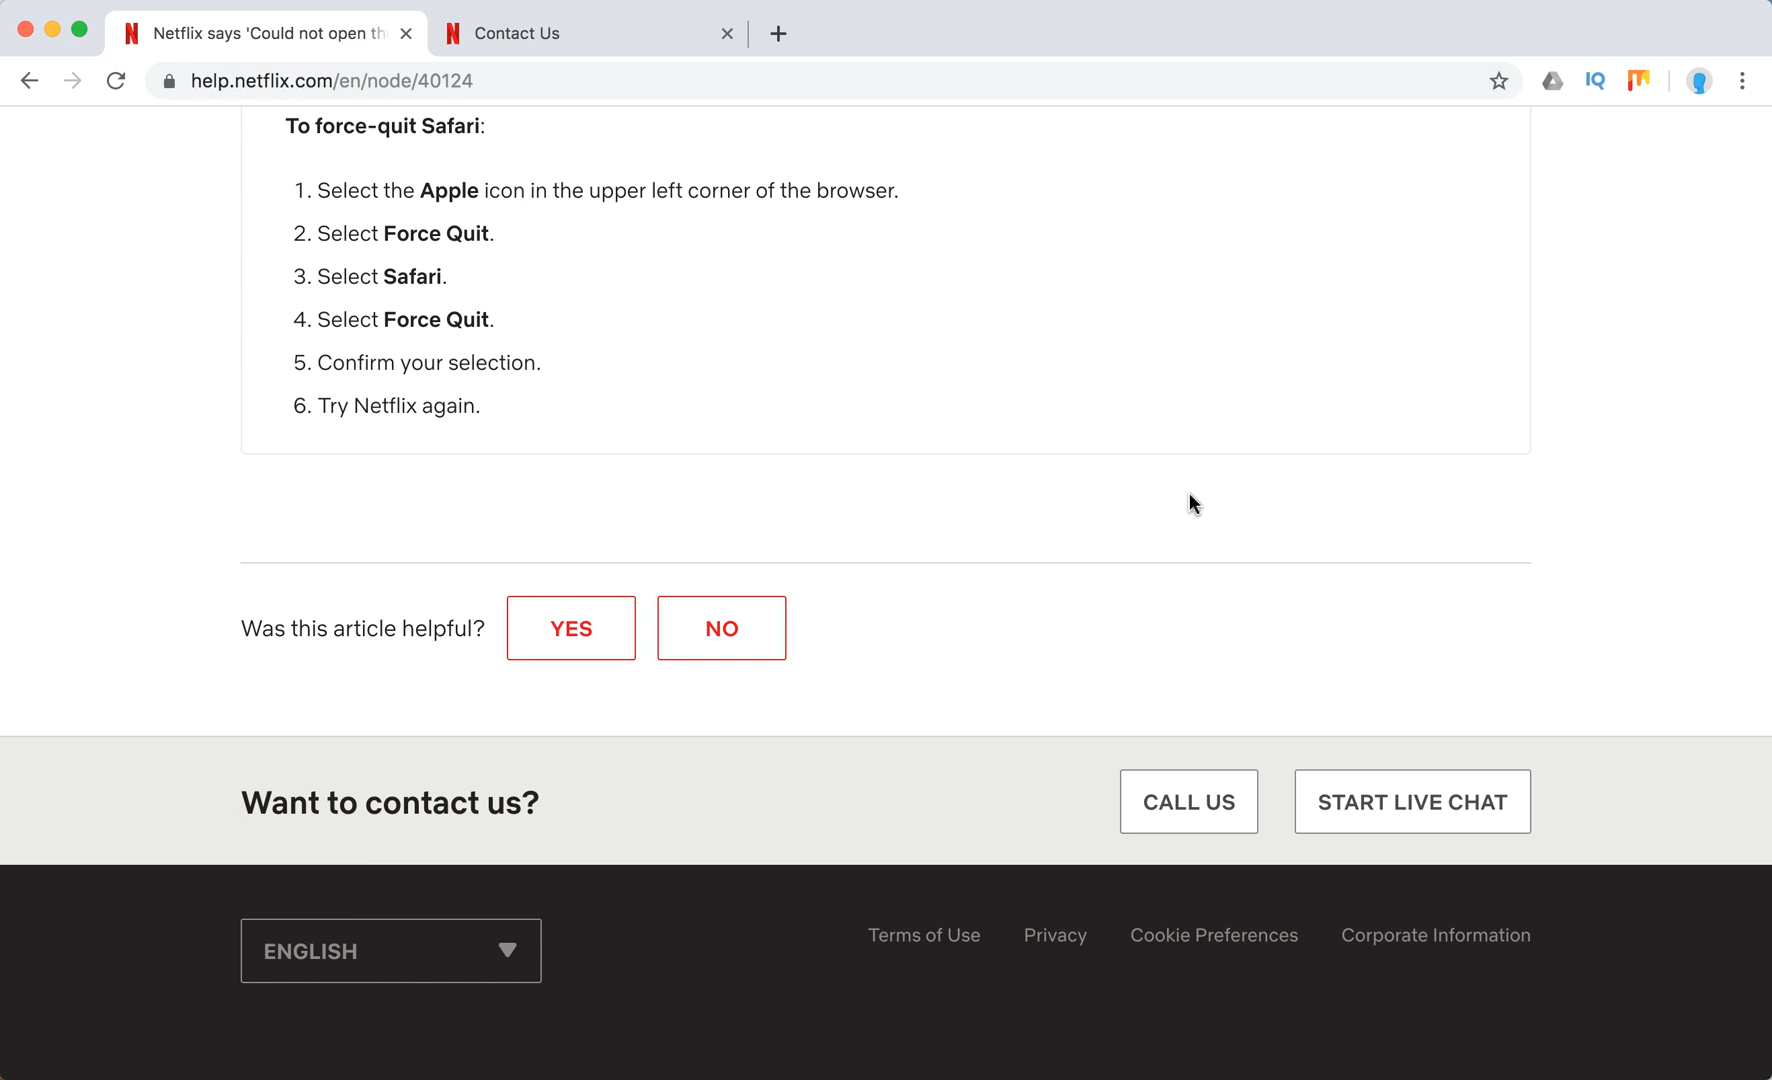 Netflix says 'Could not open th
Contact Us
help.netflix.com/en/node/40124
IQ
To force-quit Safari:
1. Select the Apple icon in the upper left corner of the browser.
2. Select Force Quit.
3. Select Safari.
4. Select Force Quit.
5. Confirm your selection.
6. Try Netflix again.
Was this article helpful? YES NO
Want to contact us? CALL US START LIVE CHAT
ENGLISH
Terms of Use Privacy Cookie Preferences Corporate Information